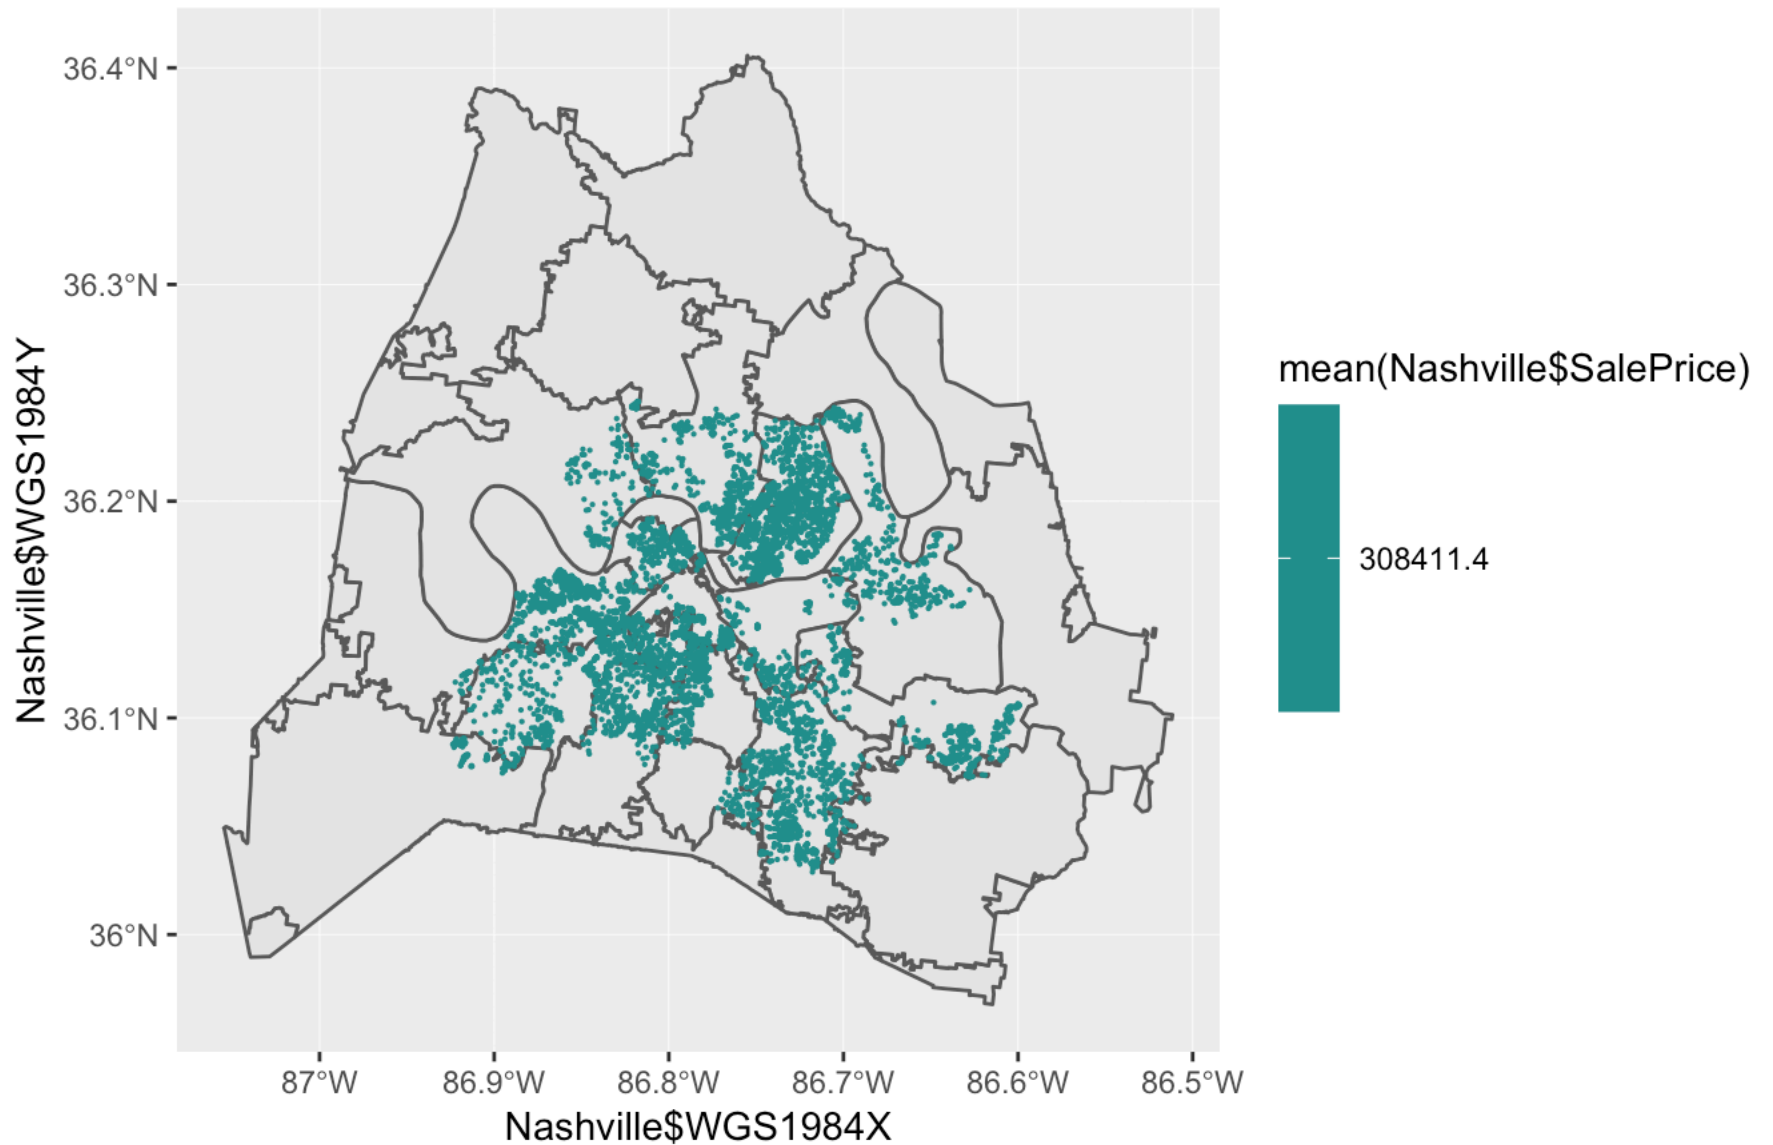 36.4°N
36.3°N
36.2°N
36.1°N
36°N
Nashville$WGS1984Y
87°W
86.9°W
86.8°W
86.7°W
86.6°W
86.5°W
Nashville$WGS1984X
mean(Nashville$SalePrice)
308411.4